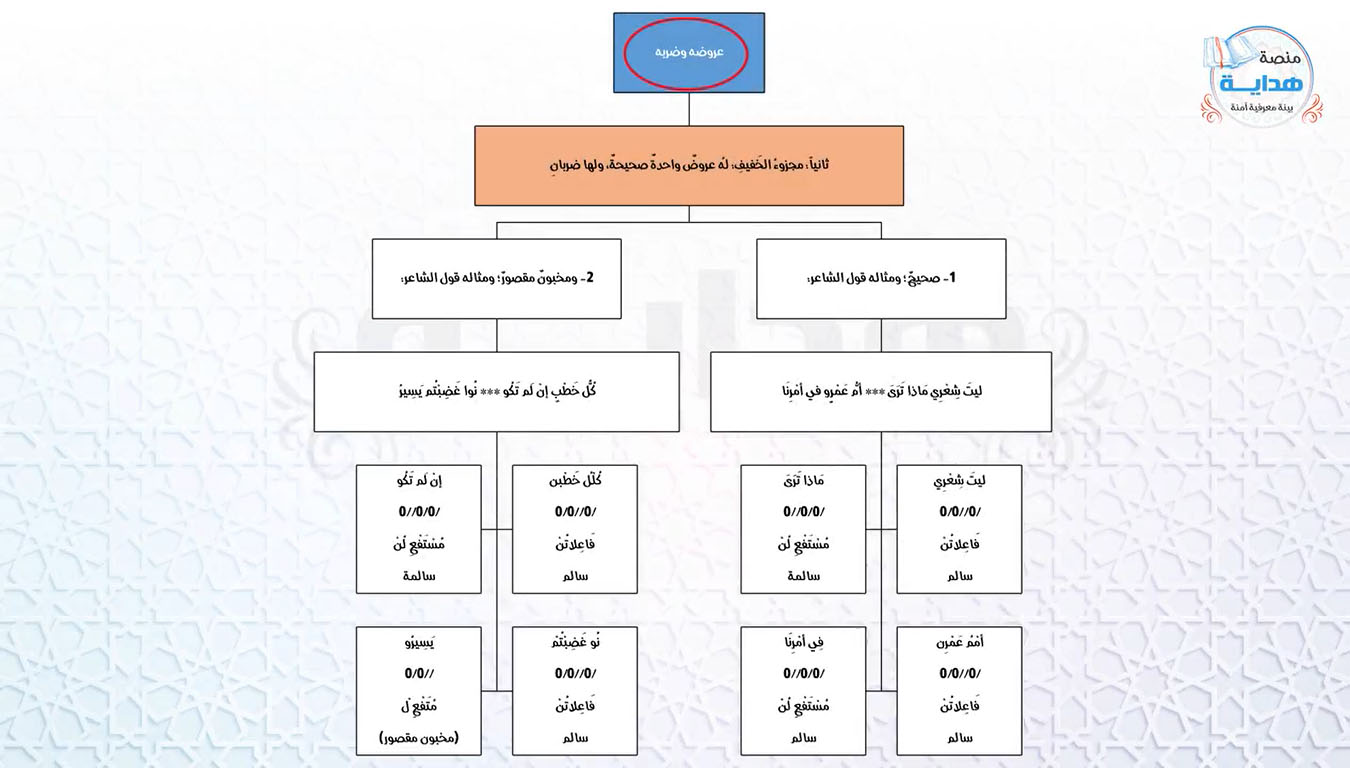 عروضه وضربه
منصة
هداية
بيئة معرفية آمنة
ثانياً: مجزوءُ الخَفيفِ: لهُ عروضٌ واحدةٌ صحيحةٌ، ولها ضربانِ
1- صحيحٌ؛ ومثاله قول الشاعر:
2- ومخبونٌ مقصورٌ؛ ومثاله قول الشاعر:
ليتَ شِعْرِي مَاذا تَرَى *** أمُّ عَمْرٍو في أمْرِنَا
كُلُّ خَطْبٍ إنْ لَم تَكُو *** نُوا غَضِبْتُم يَسِيرُ
ليتَ شِعْرِي
/0//0/0
فَاعِلاتُنْ
سالم
مَاذا تَرَىَ
/0/0//0
مُسْتَفْعِ لُنْ
سالمة
أمْمُ عَمْرِن
/0//0/0
فَاعِلاتُنْ
سالم
فِي أمْرِنَا
/0/0//0
مُسْتَفْعِ لُنْ
سالم
كُلْلُ خَطْبن
/0//0/0
فَاعِلاتُنْ
سالم
إنْ لَم تَكُو
/0/0//0
مُسْتَفْعِ لُنْ
سالمة
نُو غَضِبْتُمْ
/0//0/0
فَاعِلاتُنْ
سالم
يَسِيرُو
//0/0
مُتَفْعِ لْ
(مخبون مقصور)